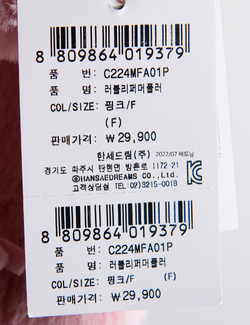 8 809864 019379
품 번: C224MFA01P
품 명: 러블리퍼머플러
COL/SIZE: 핑크/F
(F)
판매가격: ₩29,900
한세드림(주) 2022/07 베트남
경기도 파주시 탄현면 방촌로 1172-21
©HANSAEDREAMS CO., Ltd.
고객상담실 TEL: 02)3215-0018
8 809864 019379
품 번: C224MFA01P
품 명: 러블리퍼머플러
COL/SIZE: 핑크/F (F)
판매가격: ₩29,900